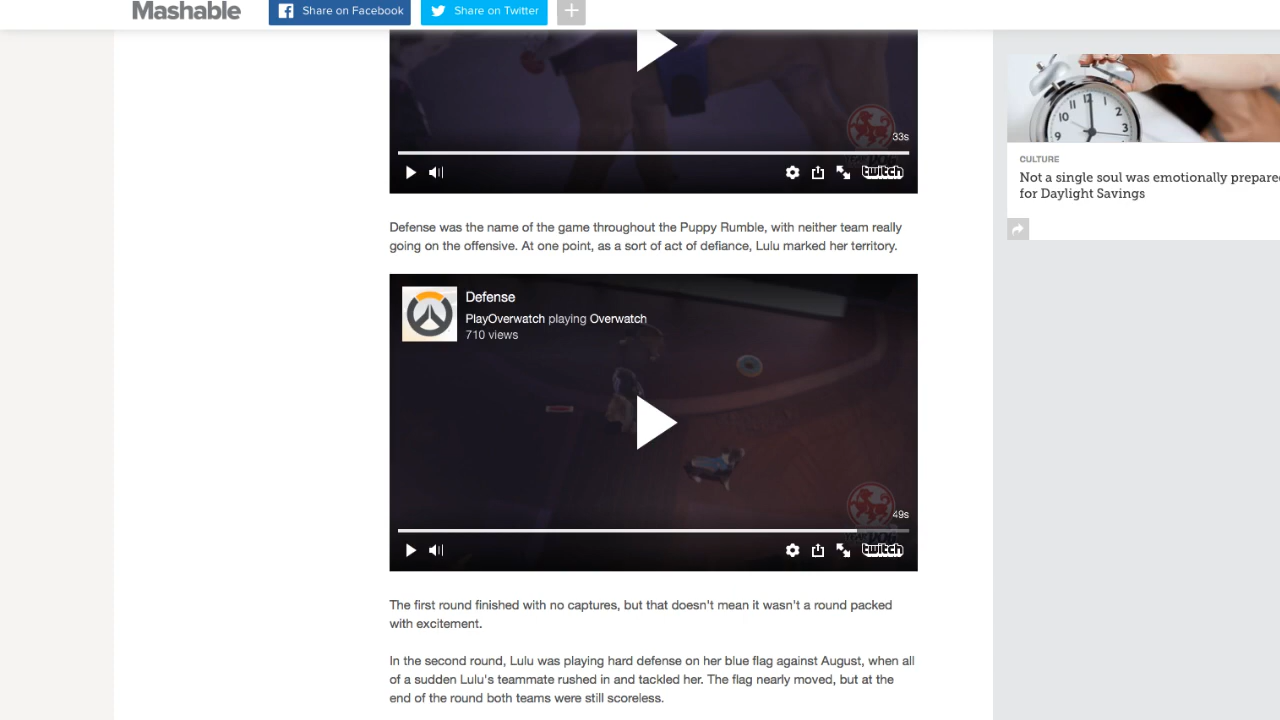 Mashable
Share on Facebook
Share on Twitter
33s
twitch
CULTURE
Not a single soul was emotionally prepare
for Daylight Savings
Defense was the name of the game throughout the Puppy Rumble, with neither team really
going on the offensive. At one point, as a sort of act of defiance, Lulu marked her territory.
Defense
PlayOverwatch playing Overwatch
710 views
49s
twitch
The first round finished with no captures, but that doesn't mean it wasn't a round packed
with excitement.
In the second round, Lulu was playing hard defense on her blue flag against August, when all
of a sudden Lulu's teammate rushed in and tackled her. The flag nearly moved, but at the
end of the round both teams were still scoreless.